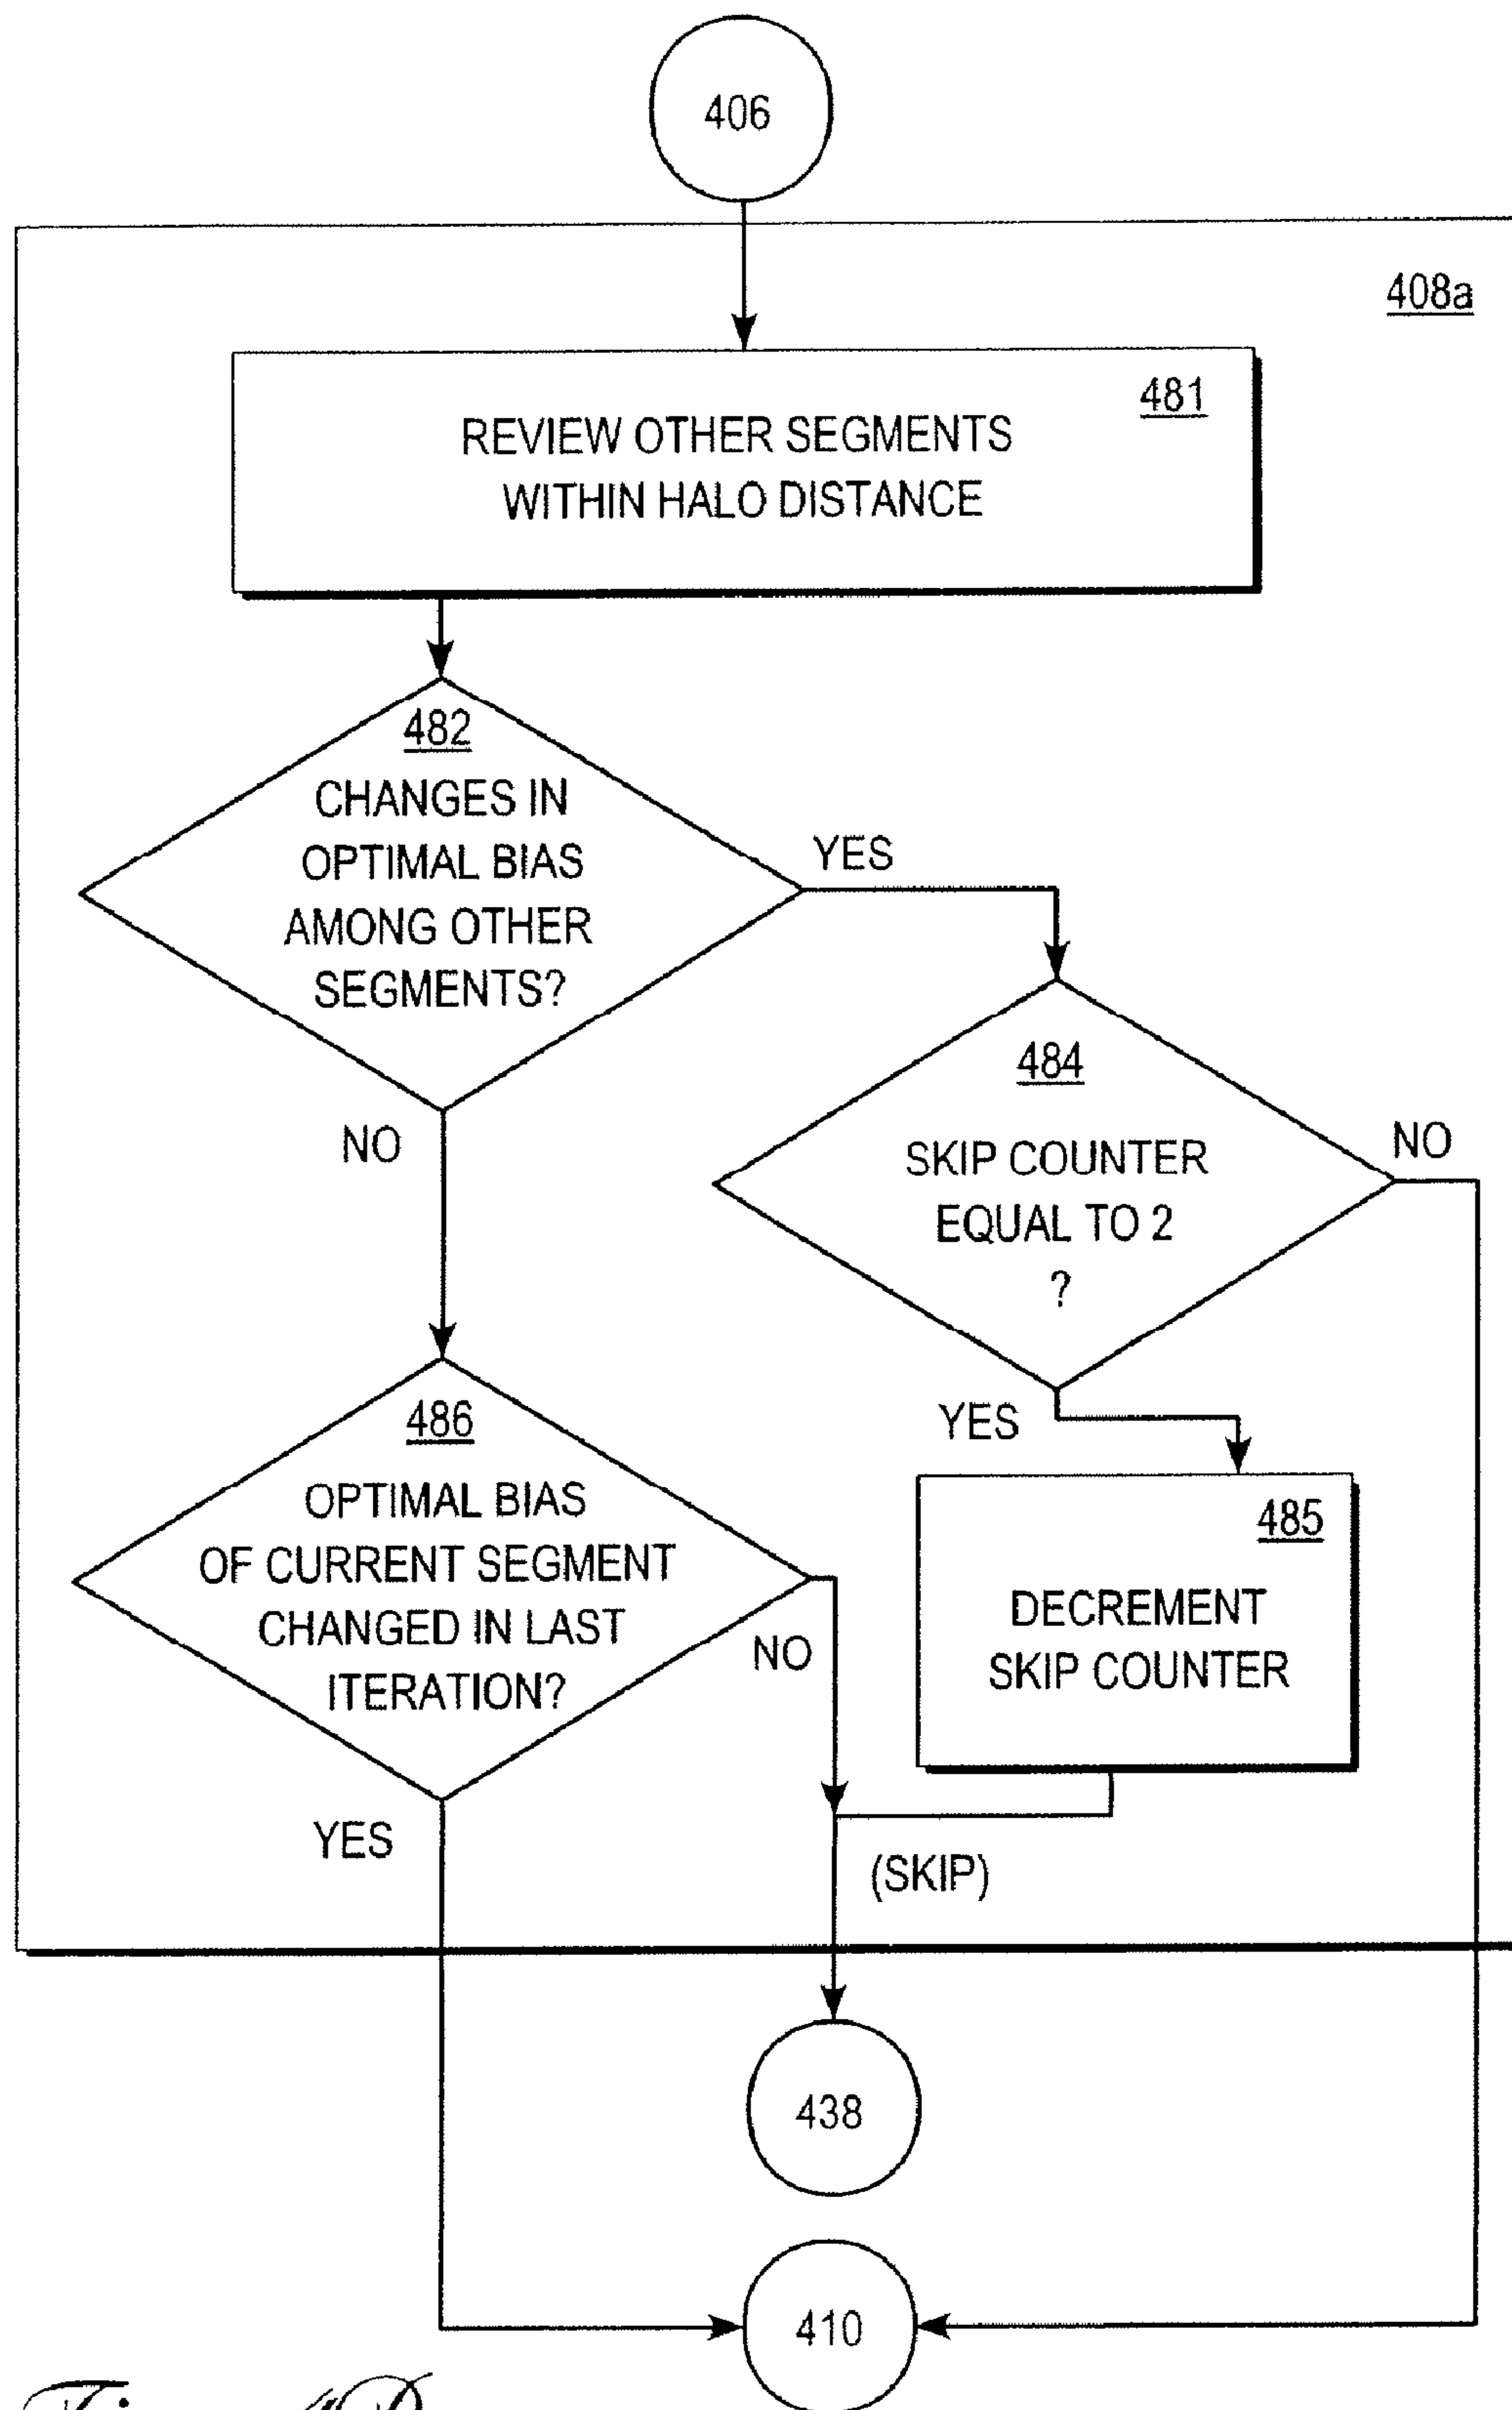 406
408a
481
REVIEW OTHER SEGMENTS
WITHIN HALO DISTANCE
482
CHANGES IN
OPTIMAL BIAS
AMONG OTHER
SEGMENTS?
YES
NO
484
SKIP COUNTER
EQUAL TO 2
?
NO
YES
486
OPTIMAL BIAS
OF CURRENT SEGMENT
CHANGED IN LAST
ITERATION?
NO
YES
485
DECREMENT
SKIP COUNTER
(SKIP)
438
410